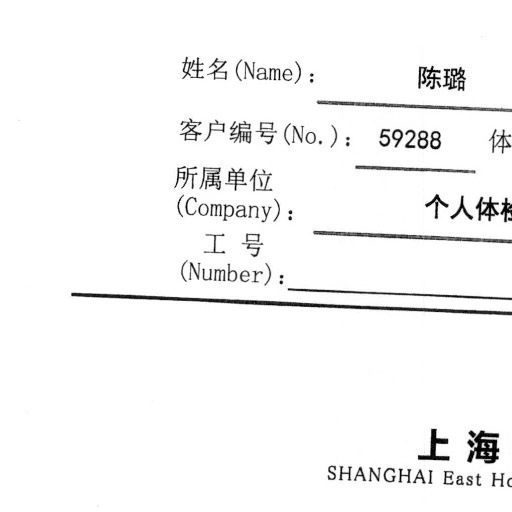 姓名(Name)： 陈璐
客户编号(No.)： 59288 体
所属单位
(Company)： 个人体检
工 号
(Number)：
上海
SHANGHAI East Ho